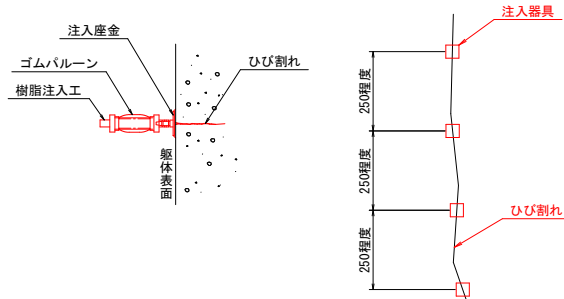 注入座金
ゴムバルーン
樹脂注入工
ひび割れ
躯体表面
注入器具
250程度
250程度
250程度
ひび割れ